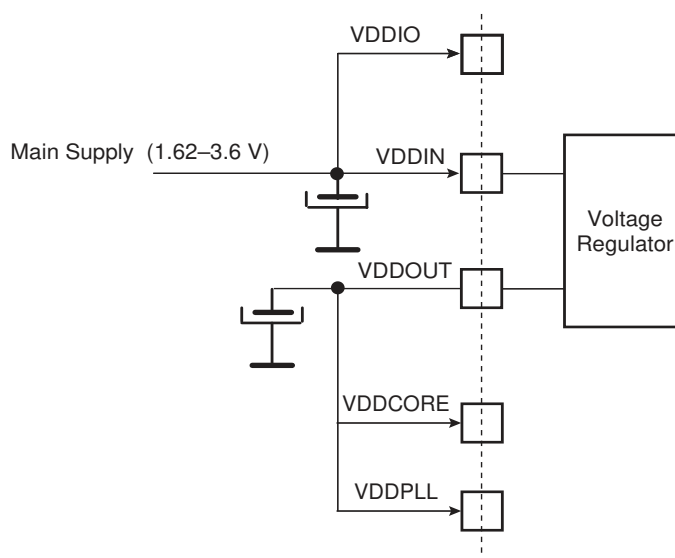 VDDIO
Main Supply (1.62–3.6 V)
VDDIN
Voltage
Regulator
VDDOUT
VDDCORE
VDDPLL